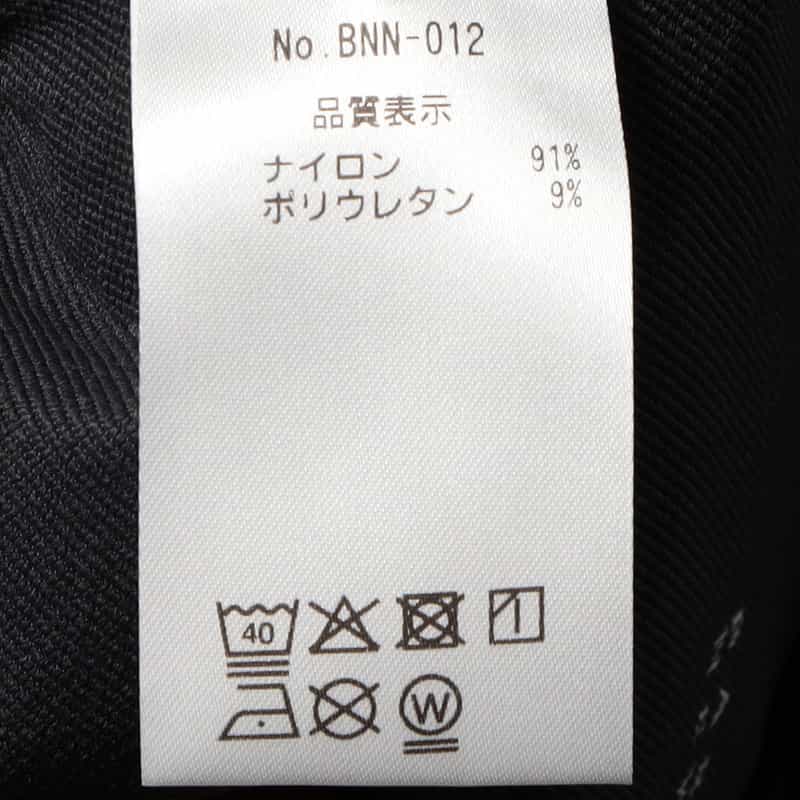 No.BNN-012
品質表示
ナイロン 91%
ポリウレタン 9%
40
W